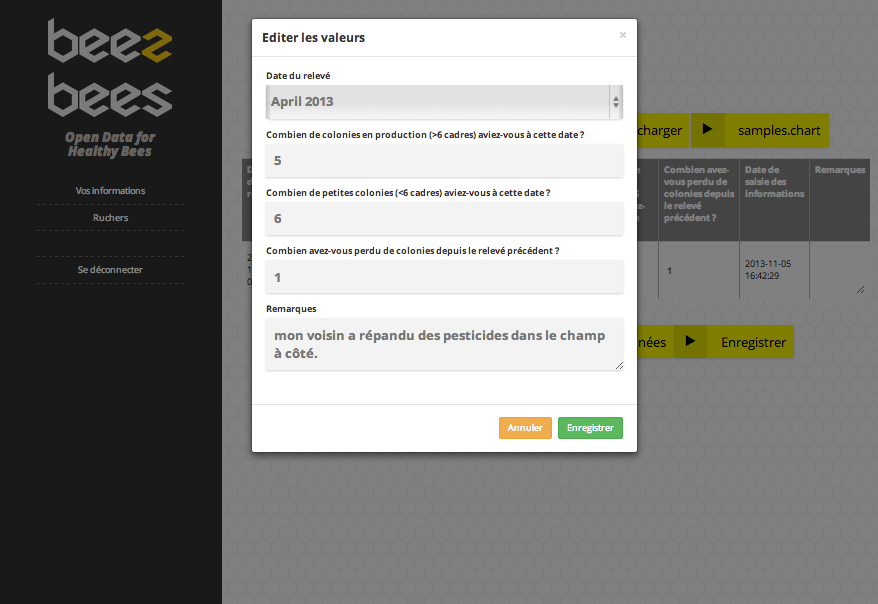 beez
bees
Open Data for
Healthy Bees
Vos informations
Ruchers
Se déconnecter
Editer les valeurs
×
Date du relevé
April 2013
Combien de colonies en production (>6 cadres) aviez-vous à cette date ?
5
Combien de petites colonies (<6 cadres) aviez-vous à cette date ?
6
Combien avez-vous perdu de colonies depuis le relevé précédent ?
1
Remarques
mon voisin a répandu des pesticides dans le champ
à côté.
Annuler
Enregistrer
charger
samples.chart
Combien avez-
vous perdu de
colonies depuis
le relevé
précédent ?
Date de
saisie des
informations
Remarques
1
2013-11-05
16:42:29
nées
Enregistrer